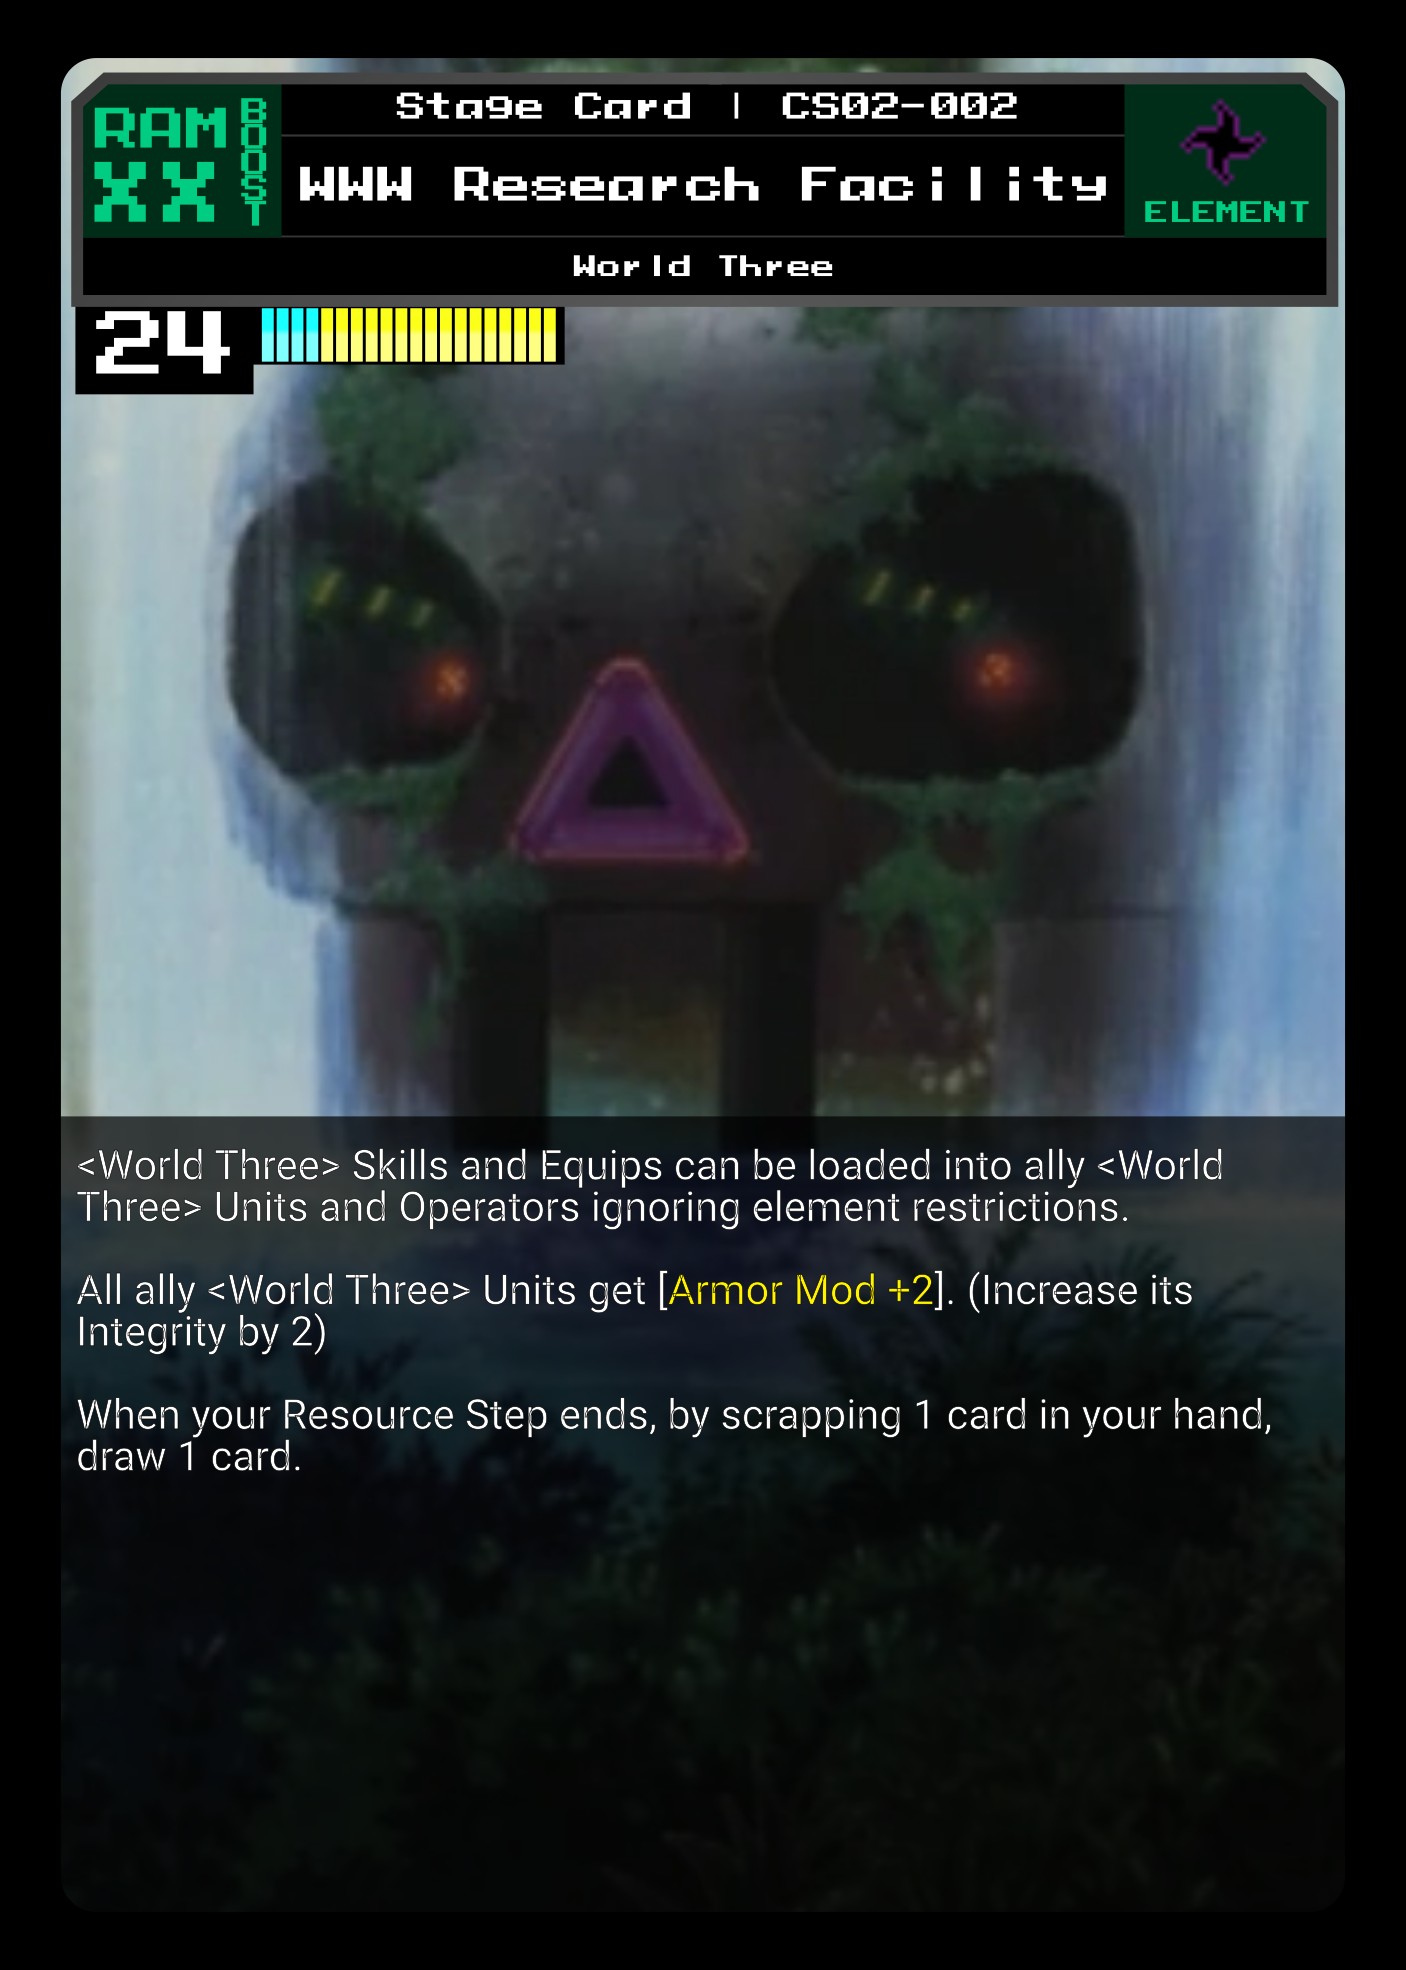 RAM
XX
BOOST
Stage Card | CS02-002
WWW Research Facility
ELEMENT
World Three
24
<World Three> Skills and Equips can be loaded into ally <World
Three> Units and Operators ignoring element restrictions.
All ally <World Three> Units get [Armor Mod +2]. (Increase its
Integrity by 2)
When your Resource Step ends, by scrapping 1 card in your hand,
draw 1 card.